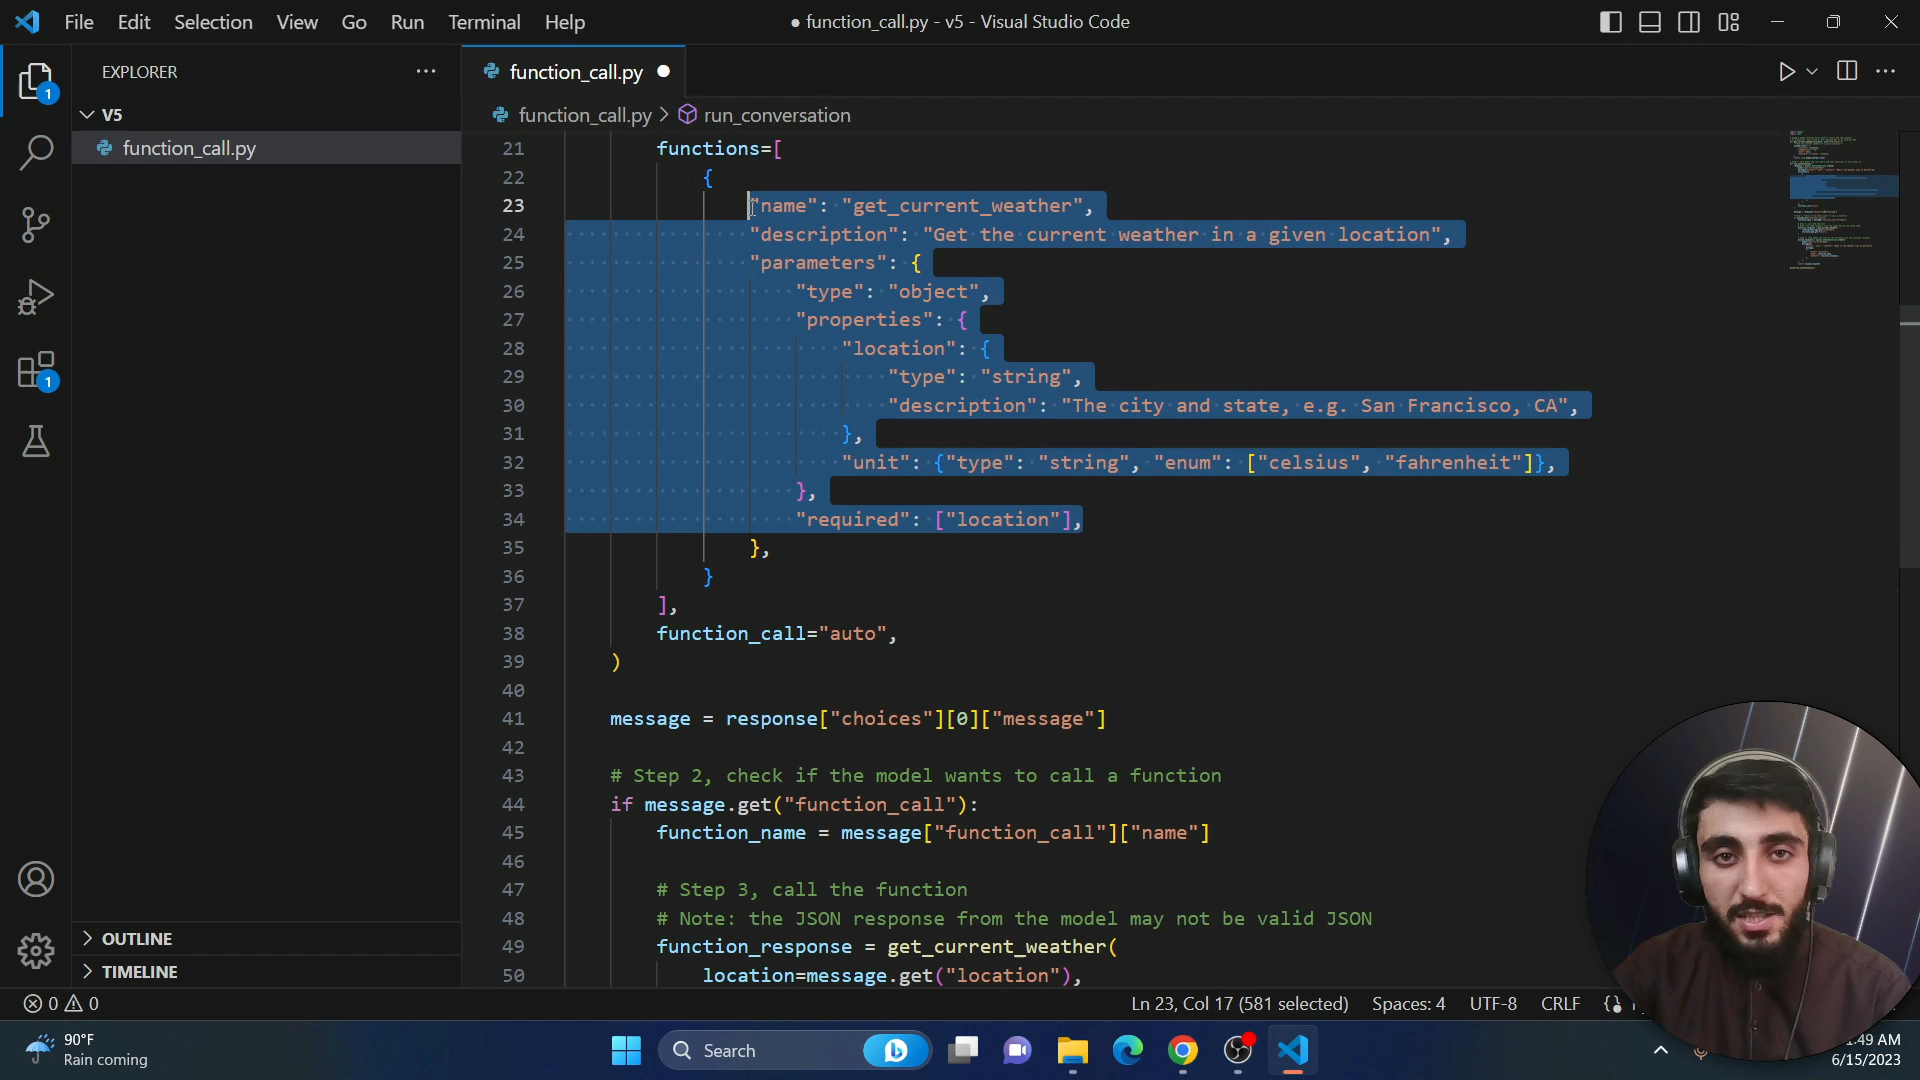 File Edit Selection View Go Run Terminal Help
● function_call.py - v5 - Visual Studio Code
EXPLORER
function_call.py
1
V5
function_call.py > run_conversation
function_call.py
21 functions=[
22 {
23 "name": "get_current_weather",
24 "description": "Get the current weather in a given location",
25 "parameters": {
26 "type": "object",
27 "properties": {
28 "location": {
29 "type": "string",
30 "description": "The city and state, e.g. San Francisco, CA",
31 },
32 "unit": {"type": "string", "enum": ["celsius", "fahrenheit"]},
33 },
34 "required": ["location"],
35 },
36 }
37 ],
38 function_call="auto",
39 )
40
41 message = response["choices"][0]["message"]
42
43 # Step 2, check if the model wants to call a function
44 if message.get("function_call"):
45 function_name = message["function_call"]["name"]
46
47 # Step 3, call the function
48 # Note: the JSON response from the model may not be valid JSON
49 function_response = get_current_weather(
50 location=message.get("location"),
1
OUTLINE
TIMELINE
0 0
Ln 23, Col 17 (581 selected) Spaces: 4 UTF-8 CRLF
90°F
Rain coming
Search
:49 AM
6/15/2023